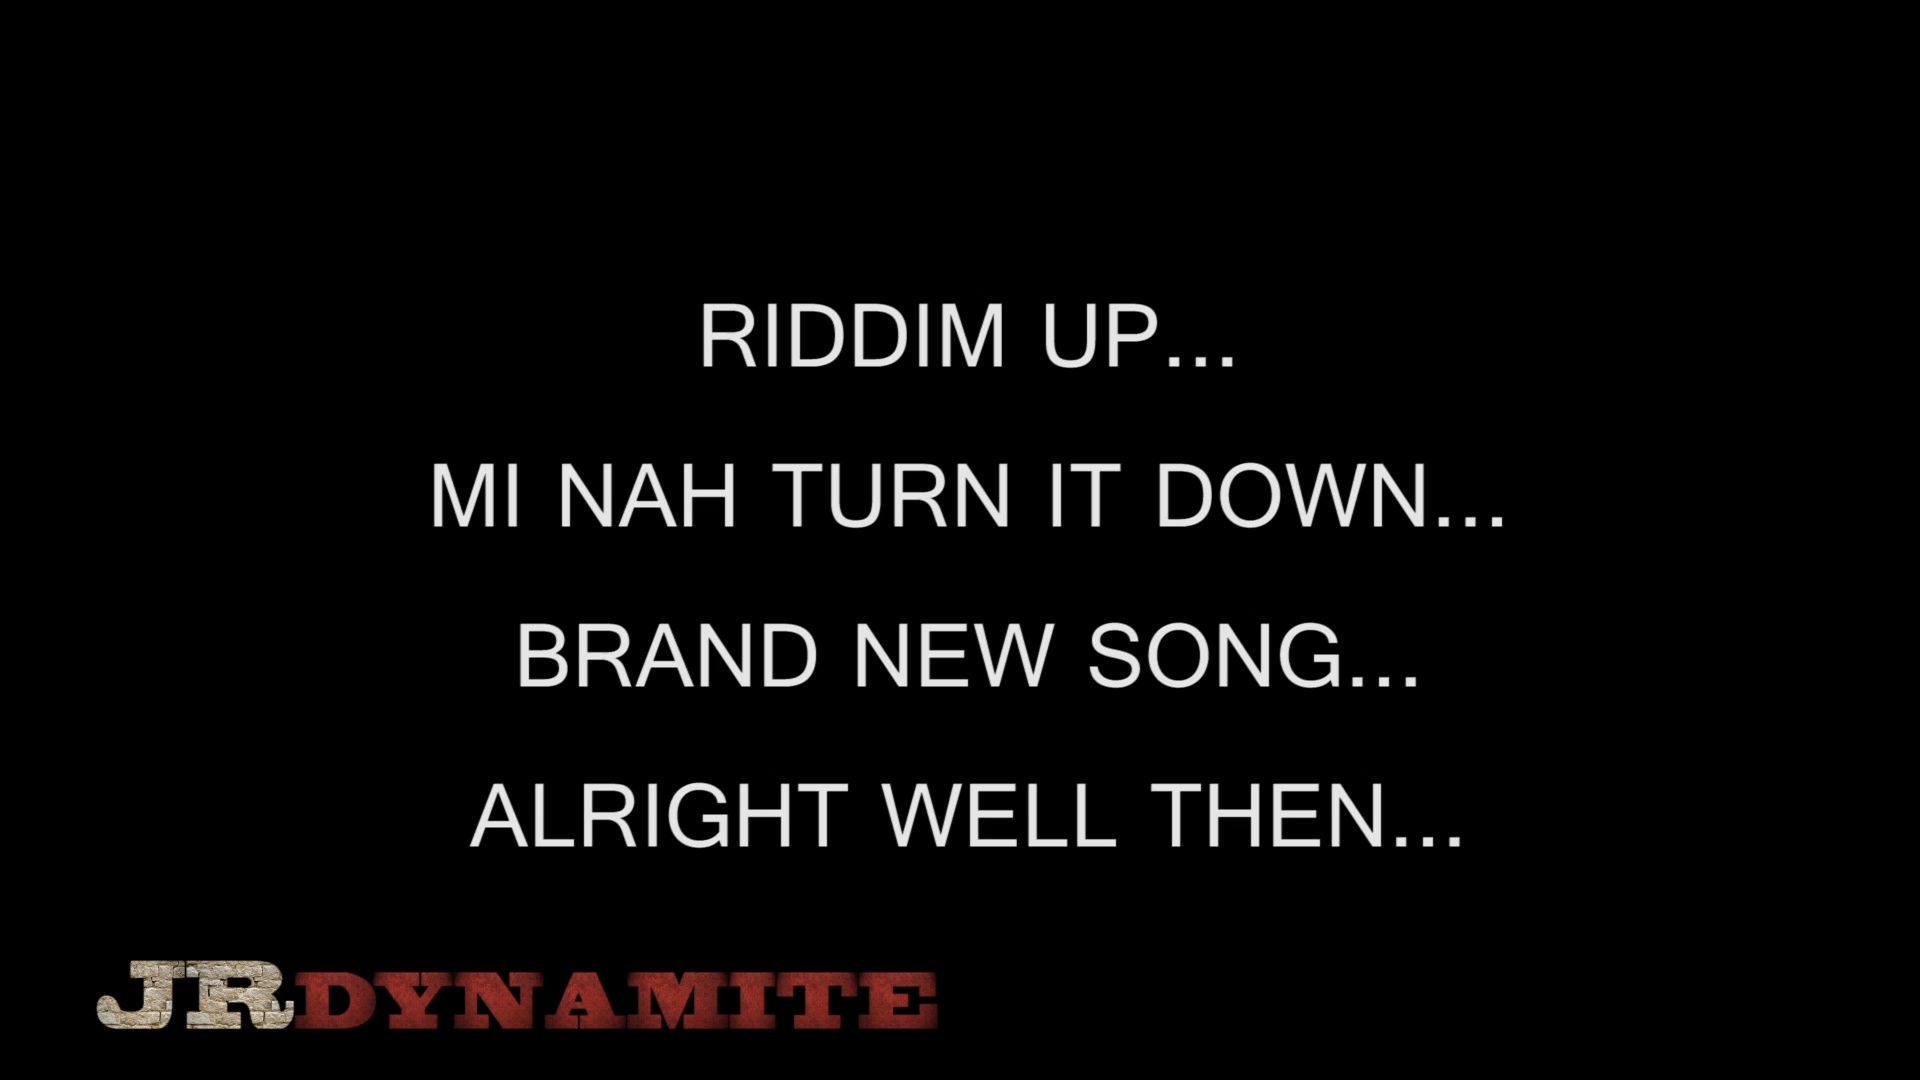 RIDDIM UP...
MI NAH TURN IT DOWN...
BRAND NEW SONG...
ALRIGHT WELL THEN...
JRDYNAMITE